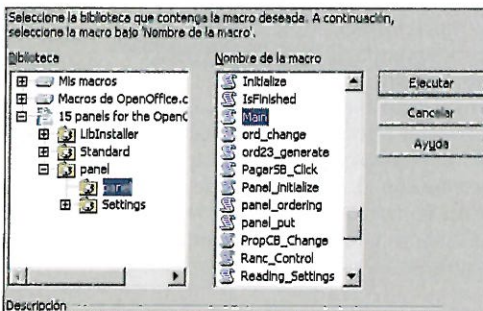 Seleccione la biblioteca que contenga la macro deseada. A continuación,
seleccione la macro bajo 'Nombre de la macro'.
Biblioteca
Mis macros
Macros de OpenOffice.c
15 panels for the OpenC
LibInstaller
Standard
panel
Settings
Nombre de la macro
Initialize
IsFinished
Main
ord_change
ord23_generate
PagarSB_Click
Panel_initialize
panel_ordering
panel_put
PropCB_Change
Ranc_Control
Reading_Settings
Ejecutar
Cancelar
Ayuda
Descripción